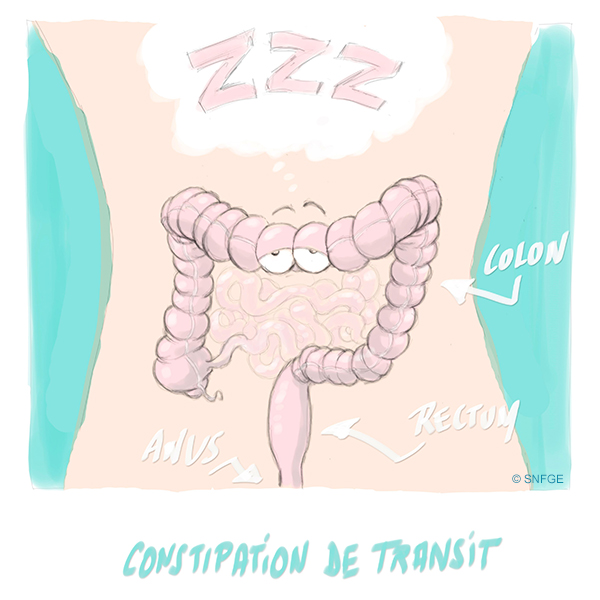 ZZZ
COLON
RECTUM
ANUS
© SNFGE
CONSTIPATION DE TRANSIT